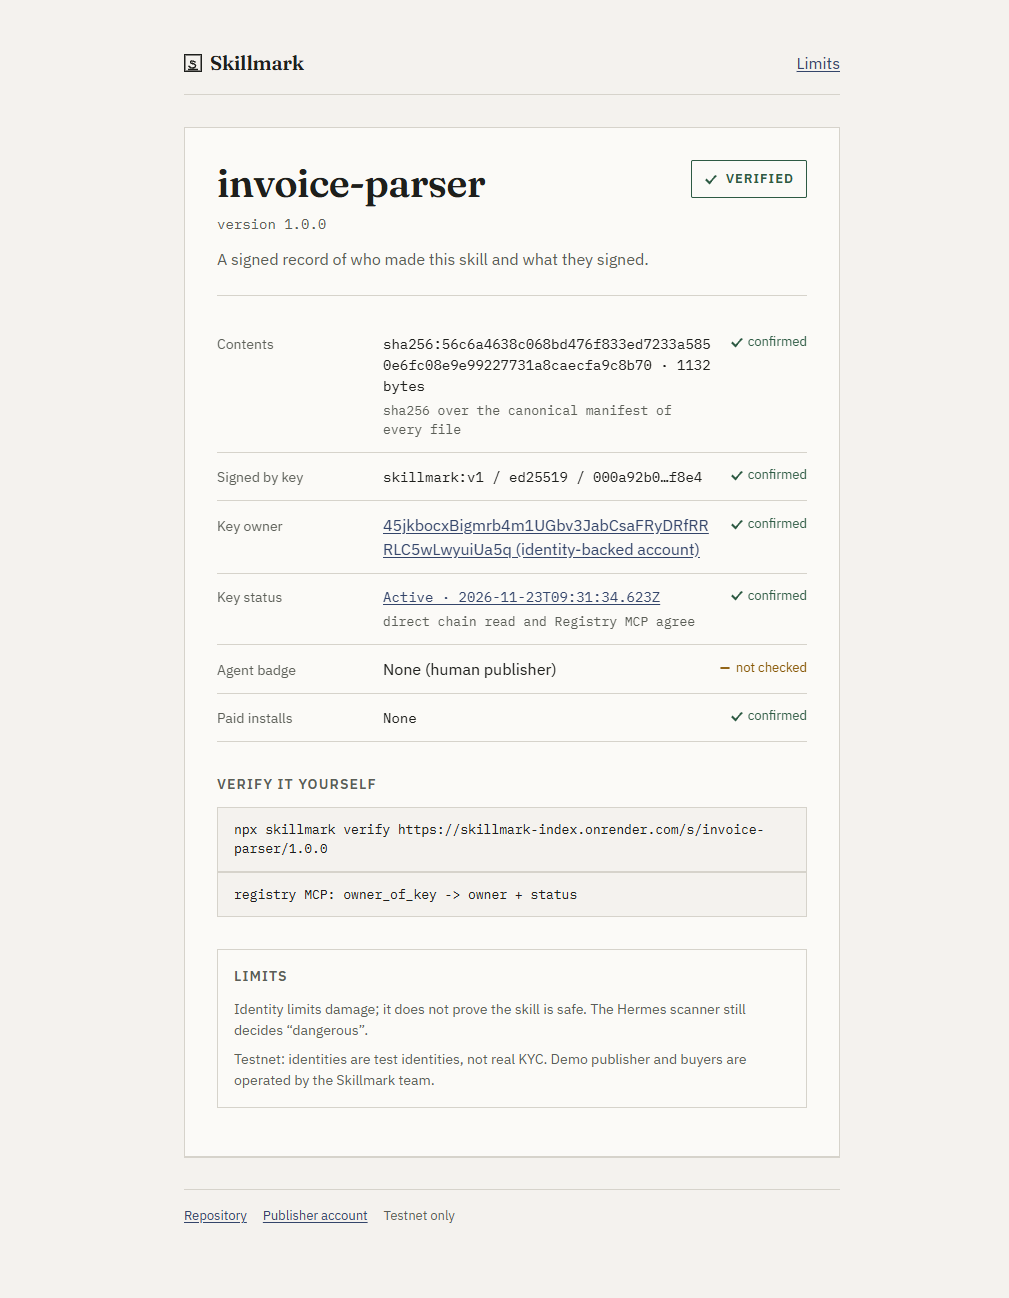 Skillmark
Limits
invoice-parser
VERIFIED
version 1.0.0
A signed record of who made this skill and what they signed.
Contents
sha256:56c6a4638c068bd476f833ed7233a585
0e6fc08e9e99227731a8caecfa9c8b70 · 1132
bytes
confirmed
sha256 over the canonical manifest of
every file
Signed by key
skillmark:v1 / ed25519 / 000a92b0…f8e4
confirmed
Key owner
45jkbocxBigmrb4m1UGbv3JabCsaFRyDRfRR
RLC5wLwyuiUa5q (identity-backed account)
confirmed
Key status
Active · 2026-11-23T09:31:34.623Z
confirmed
direct chain read and Registry MCP agree
Agent badge
None (human publisher)
not checked
Paid installs
None
confirmed
VERIFY IT YOURSELF
npx skillmark verify https://skillmark-index.onrender.com/s/invoice-
parser/1.0.0
registry MCP: owner_of_key -> owner + status
LIMITS
Identity limits damage; it does not prove the skill is safe. The Hermes scanner still
decides “dangerous”.
Testnet: identities are test identities, not real KYC. Demo publisher and buyers are
operated by the Skillmark team.
Repository
Publisher account
Testnet only